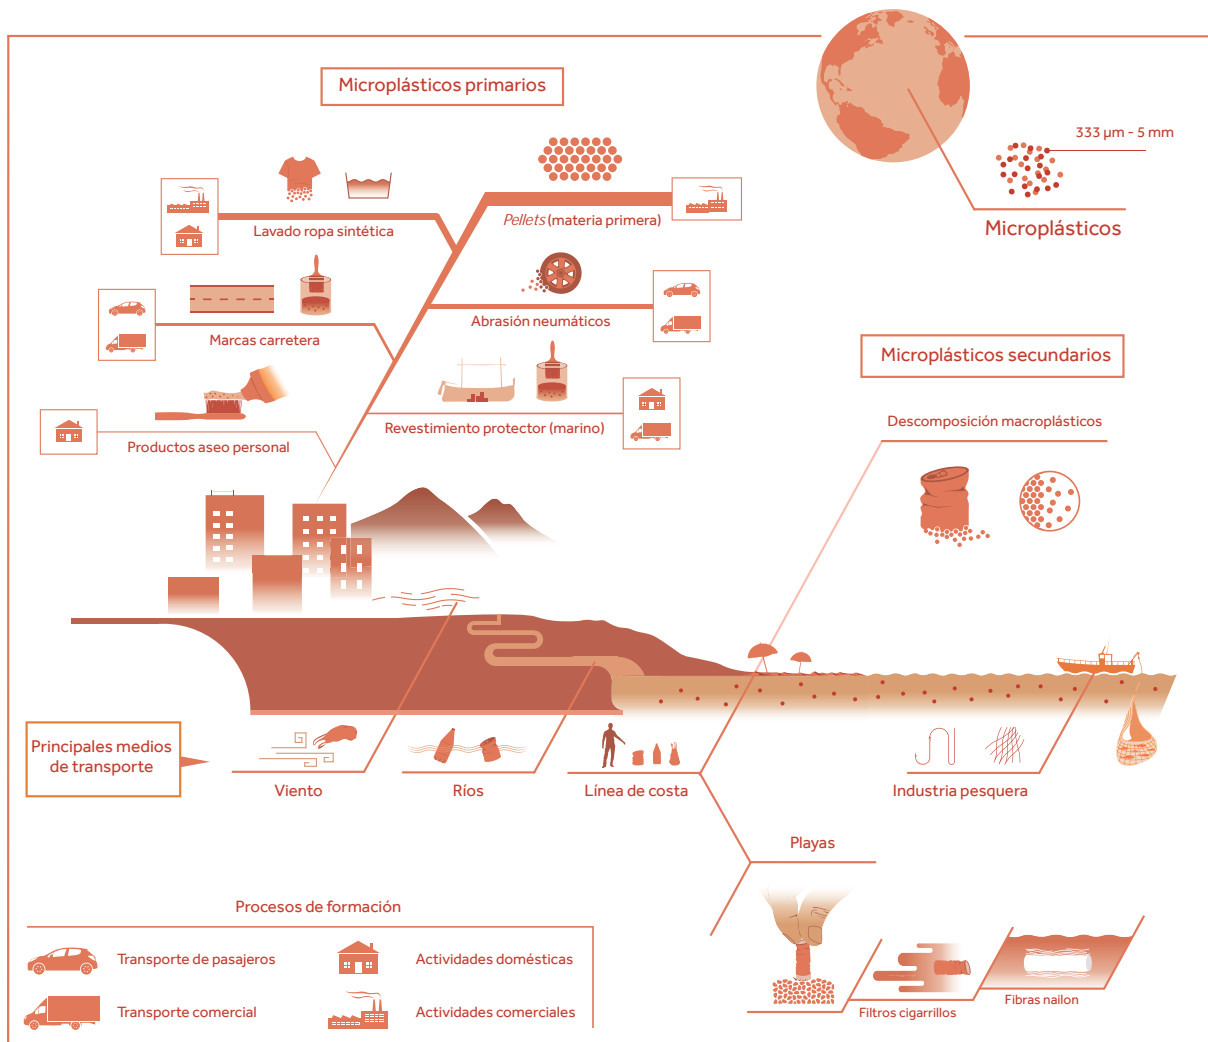 Microplásticos primarios
333 µm - 5 mm
Microplásticos
Pellets (materia primera)
Lavado ropa sintética
Abrasión neumáticos
Marcas carretera
Revestimiento protector (marino)
Productos aseo personal
Microplásticos secundarios
Descomposición macroplásticos
Principales medios
de transporte
Viento
Ríos
Línea de costa
Industria pesquera
Playas
Filtros cigarrillos
Fibras nailon
Procesos de formación
Transporte de pasajeros
Actividades domésticas
Transporte comercial
Actividades comerciales